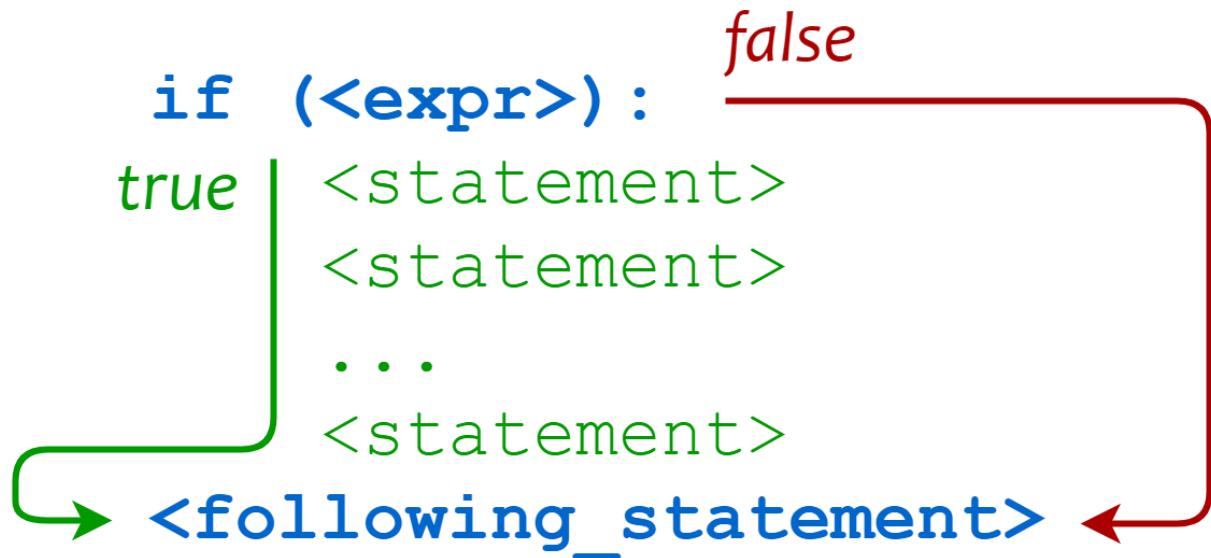 false
if (<expr>):
true
<statement>
<statement>
...
<statement>
<following_statement>